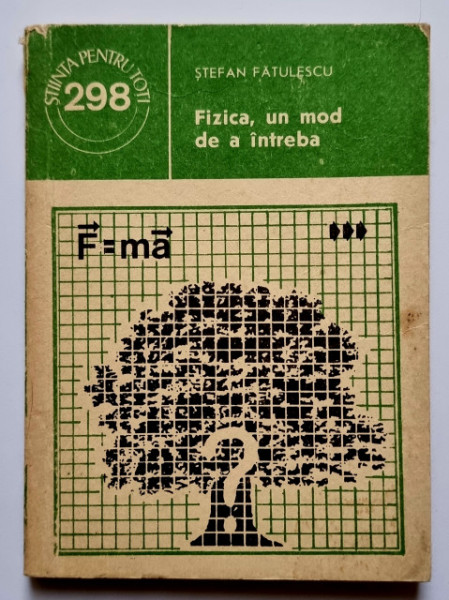 ȘTIINȚA PENTRU TOȚI
298
ȘTEFAN FĂTULESCU
Fizica, un mod
de a întreba
F⃗=ma⃗
?